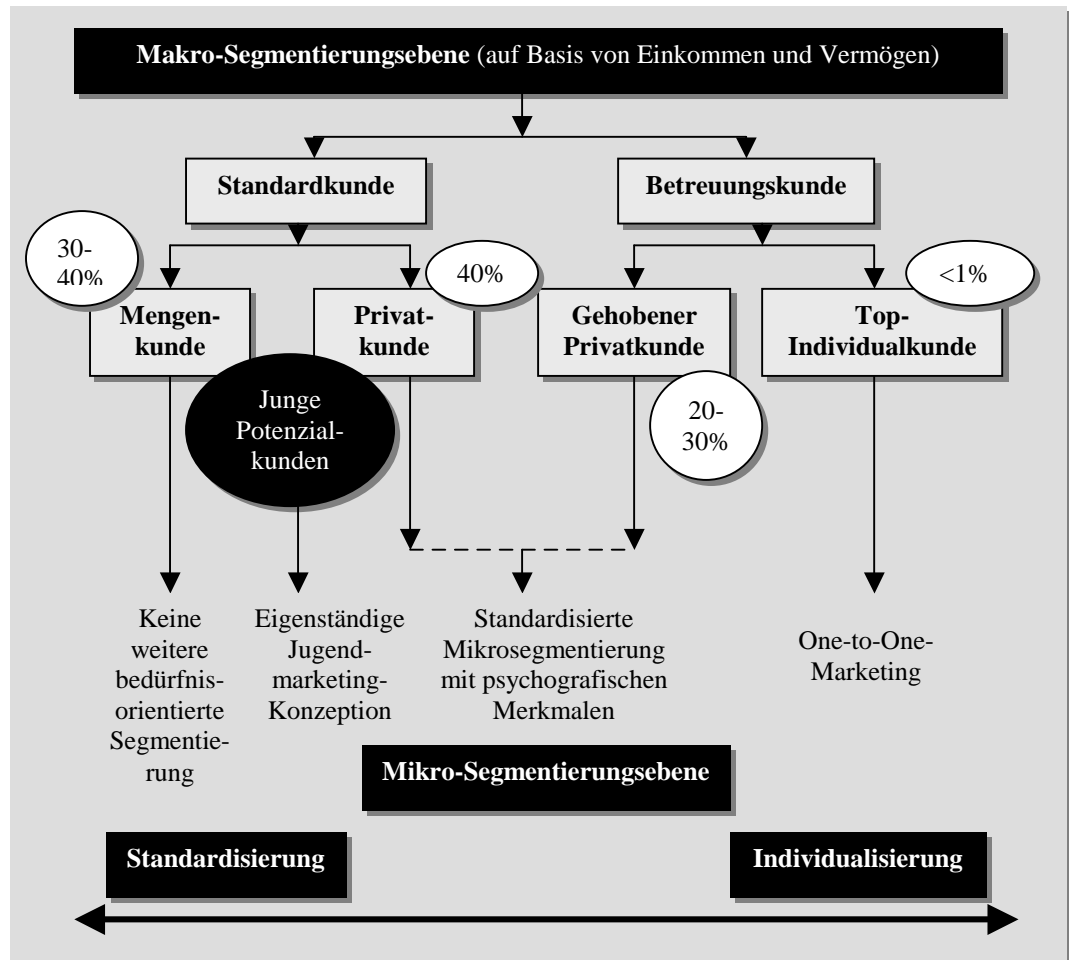 Makro-Segmentierungsebene (auf Basis von Einkommen und Vermögen)
Standardkunde
Betreuungskunde
30-
40%
40%
<1%
Mengen-
kunde
Privat-
kunde
Gehobener
Privatkunde
Top-
Individualkunde
Junge
Potenzial-
kunden
20-
30%
Keine
weitere
bedürfnis-
orientierte
Segmentie-
rung
Eigenständige
Jugend-
marketing-
Konzeption
Standardisierte
Mikrosegmentierung
mit psychografischen
Merkmalen
One-to-One-
Marketing
Mikro-Segmentierungsebene
Standardisierung
Individualisierung